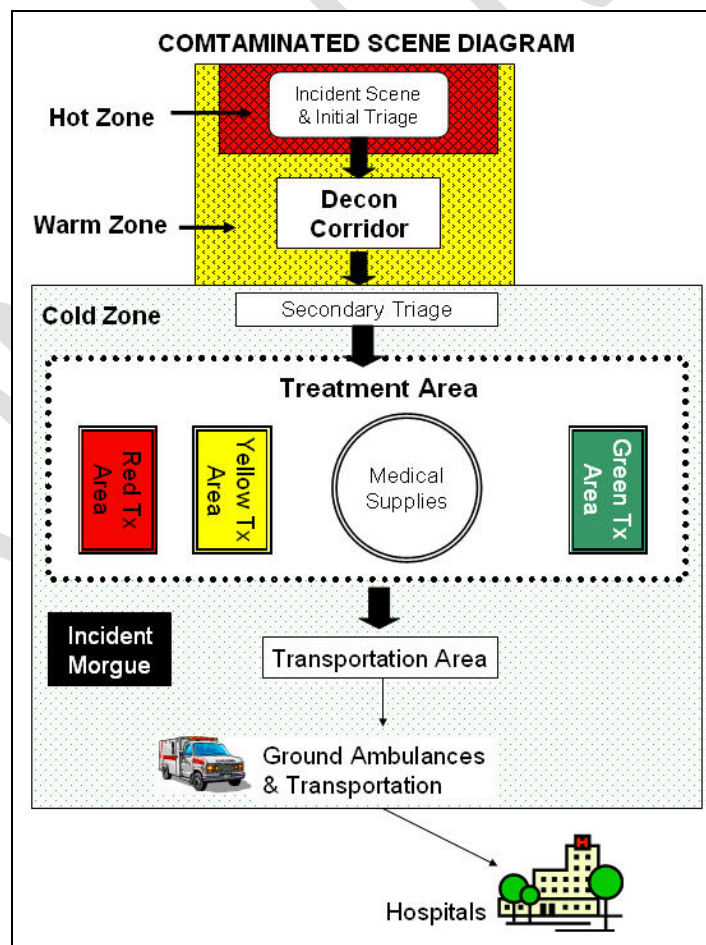 COMTAMINATED SCENE DIAGRAM
Incident Scene
& Initial Triage
Hot Zone
Decon
Corridor
Warm Zone
Cold Zone
Secondary Triage
Treatment Area
Red Tx
Area
Yellow Tx
Area
Medical
Supplies
Green Tx
Area
Incident
Morgue
Transportation Area
Ground Ambulances
& Transportation
H
Hospitals